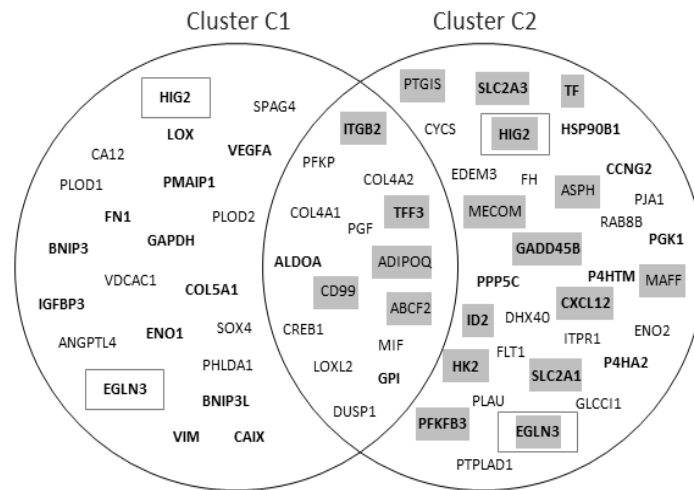 Cluster C1
Cluster C2
HIG2
SPAG4
LOX
VEGFA
CA12
PMAIP1
PLOD1
FN1
PLOD2
BNIP3
GAPDH
VDCAC1
COL5A1
IGFBP3
ENO1
SOX4
ANGPTL4
PHLDA1
EGLN3
BNIP3L
VIM
CAIX
ITGB2
PFKP
COL4A2
COL4A1
TFF3
PGF
ALDOA
ADIPOQ
CD99
ABCF2
CREB1
MIF
LOXL2
GPI
DUSP1
PTGIS
SLC2A3
TF
CYCS
HIG2
HSP90B1
EDEM3
FH
CCNG2
ASPH
PJA1
MECOM
RAB8B
GADD45B
PGK1
PPP5C
P4HTM
MAFF
CXCL12
ID2
DHX40
ITPR1
ENO2
HK2
FLT1
SLC2A1
P4HA2
PLAU
GLCCI1
PFKFB3
EGLN3
PTPLAD1